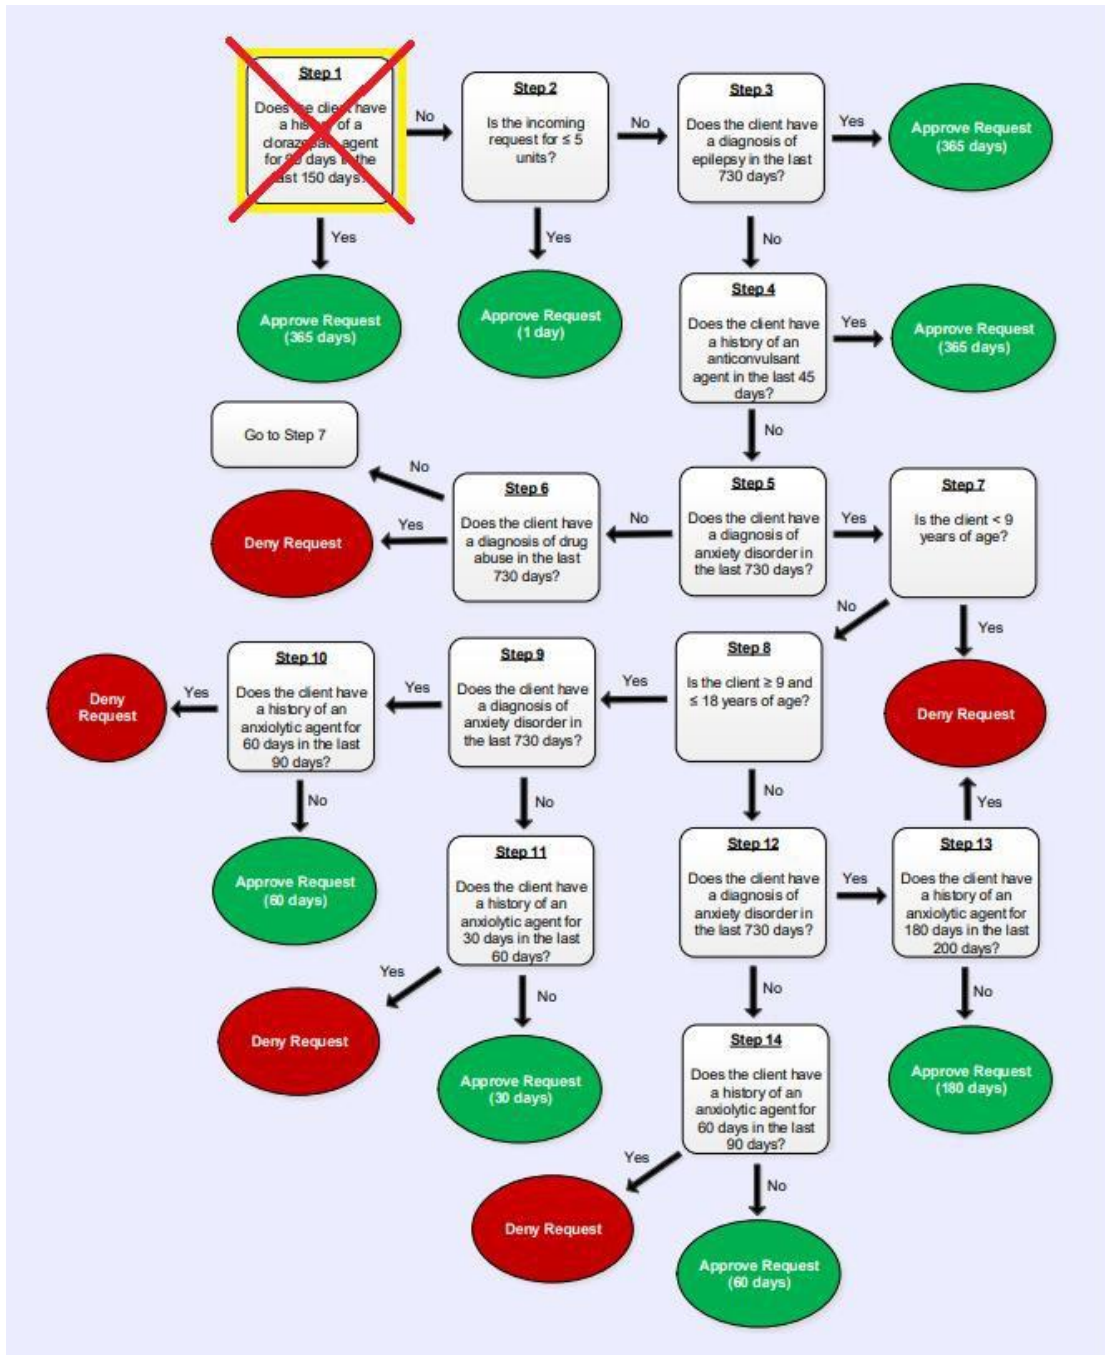 Step 1
Does the client have
a history of a
clorazepate agent
for 90 days in the
last 150 days?
No
Step 2
Is the incoming
request for ≤ 5
units?
No
Step 3
Does the client have
a diagnosis of
epilepsy in the last
730 days?
Yes
Approve Request
(365 days)
Yes
Approve Request
(365 days)
Yes
Approve Request
(1 day)
No
Step 4
Does the client have
a history of an
anticonvulsant
agent in the last 45
days?
Yes
Approve Request
(365 days)
No
Go to Step 7
No
Deny Request
Yes
Step 6
Does the client have
a diagnosis of drug
abuse in the last
730 days?
No
Step 5
Does the client have
a diagnosis of
anxiety disorder in
the last 730 days?
Yes
Step 7
Is the client < 9
years of age?
No
Yes
Deny
Request
Yes
Step 10
Does the client have
a history of an
anxiolytic agent for
60 days in the last
90 days?
Yes
Step 9
Does the client have
a diagnosis of
anxiety disorder in
the last 730 days?
Yes
Step 8
Is the client ≥ 9 and
≤ 18 years of age?
Deny Request
No
Approve Request
(60 days)
No
Step 11
Does the client have
a history of an
anxiolytic agent for
30 days in the last
60 days?
No
Step 12
Does the client have
a diagnosis of
anxiety disorder in
the last 730 days?
Yes
Yes
Step 13
Does the client have
a history of an
anxiolytic agent for
180 days in the last
200 days?
Yes
Deny Request
No
Approve Request
(30 days)
No
Step 14
Does the client have
a history of an
anxiolytic agent for
60 days in the last
90 days?
No
Approve Request
(180 days)
Yes
Deny Request
No
Approve Request
(60 days)